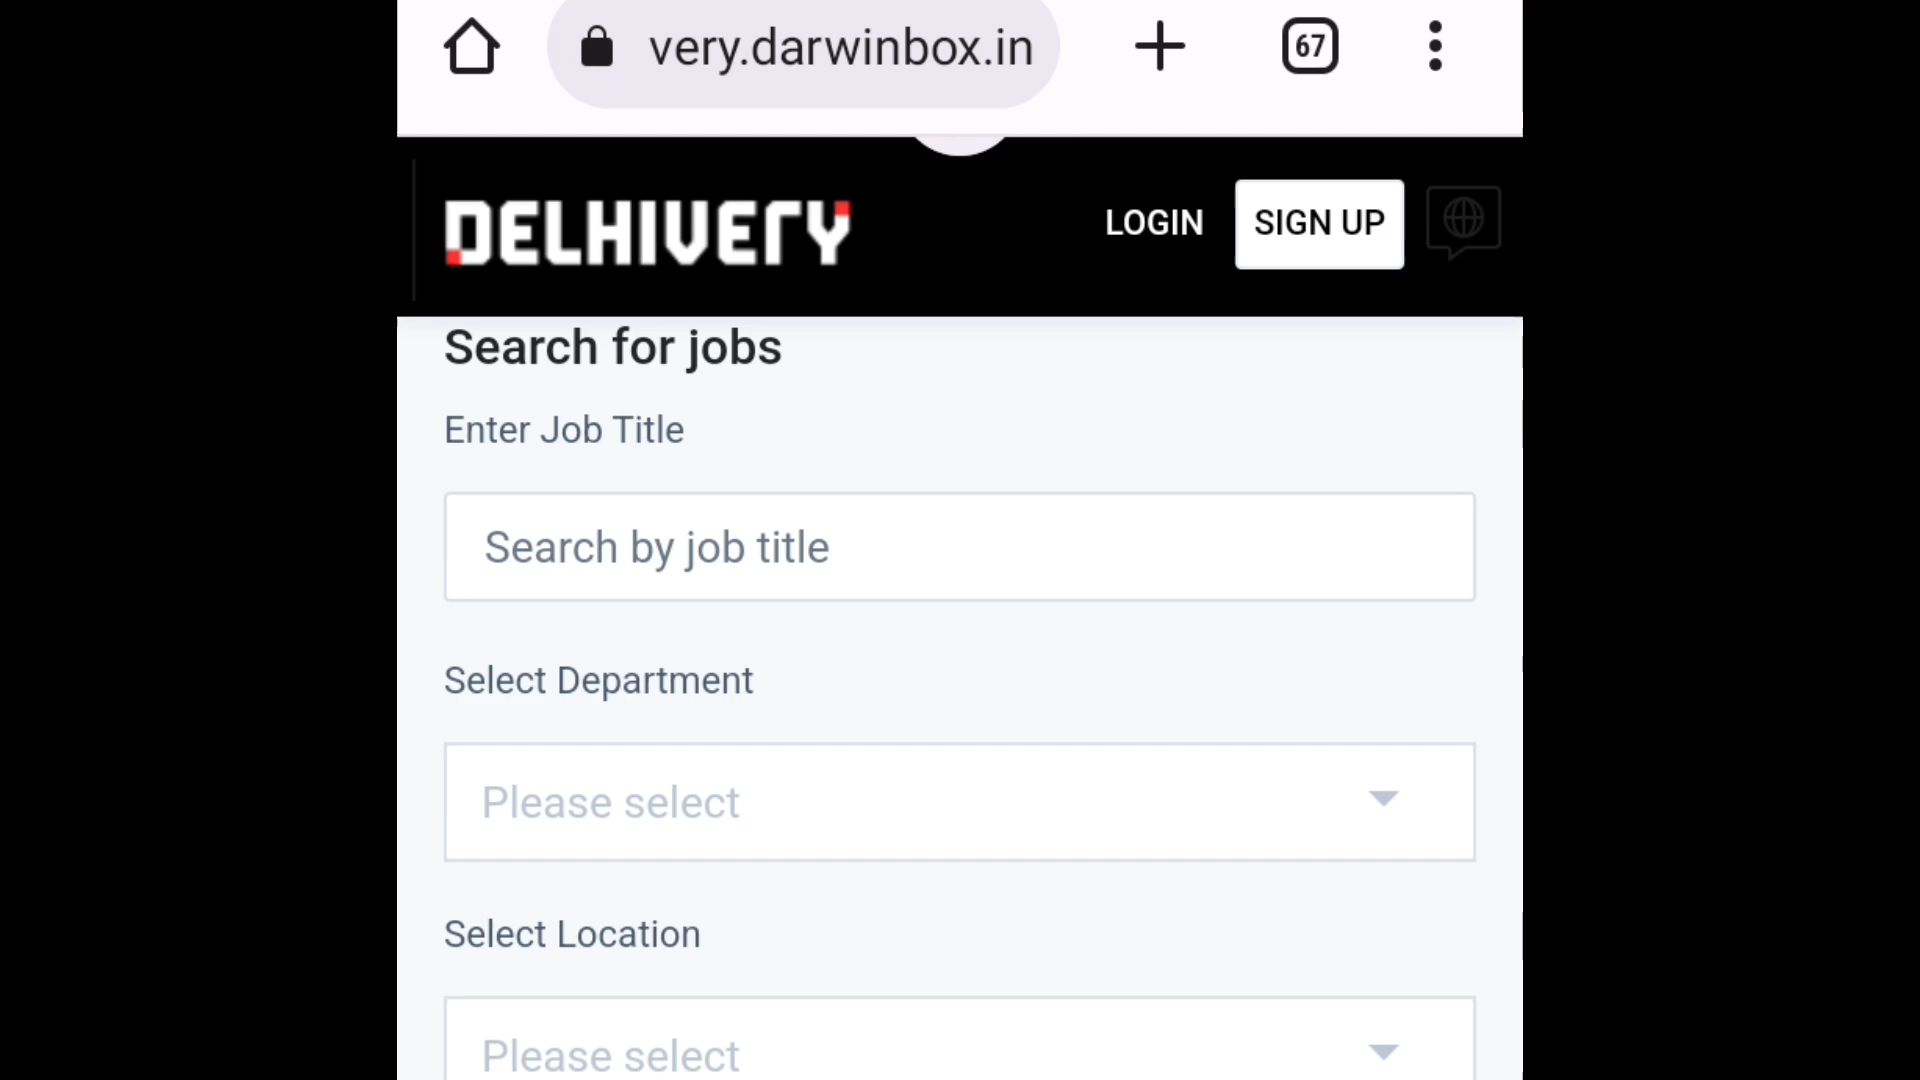 very.darwinbox.in
67
DELHIVERY
LOGIN
SIGN UP
Search for jobs
Enter Job Title
Search by job title
Select Department
Please select
Select Location
Please select